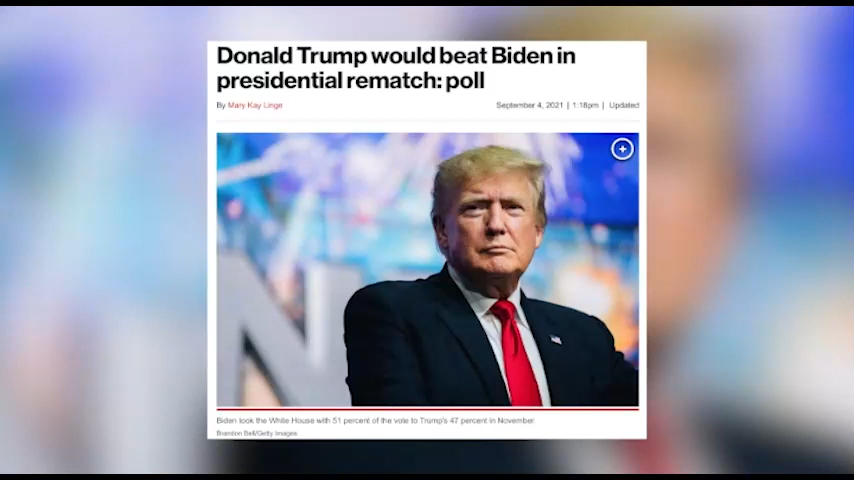 Donald Trump would beat Biden in
presidential rematch: poll
By Mary Kay Linge
September 4, 2021 | 1:18pm | Updated
Biden took the White House with 51 percent of the vote to Trump's 47 percent in November.
Brandon Bell/Getty Images